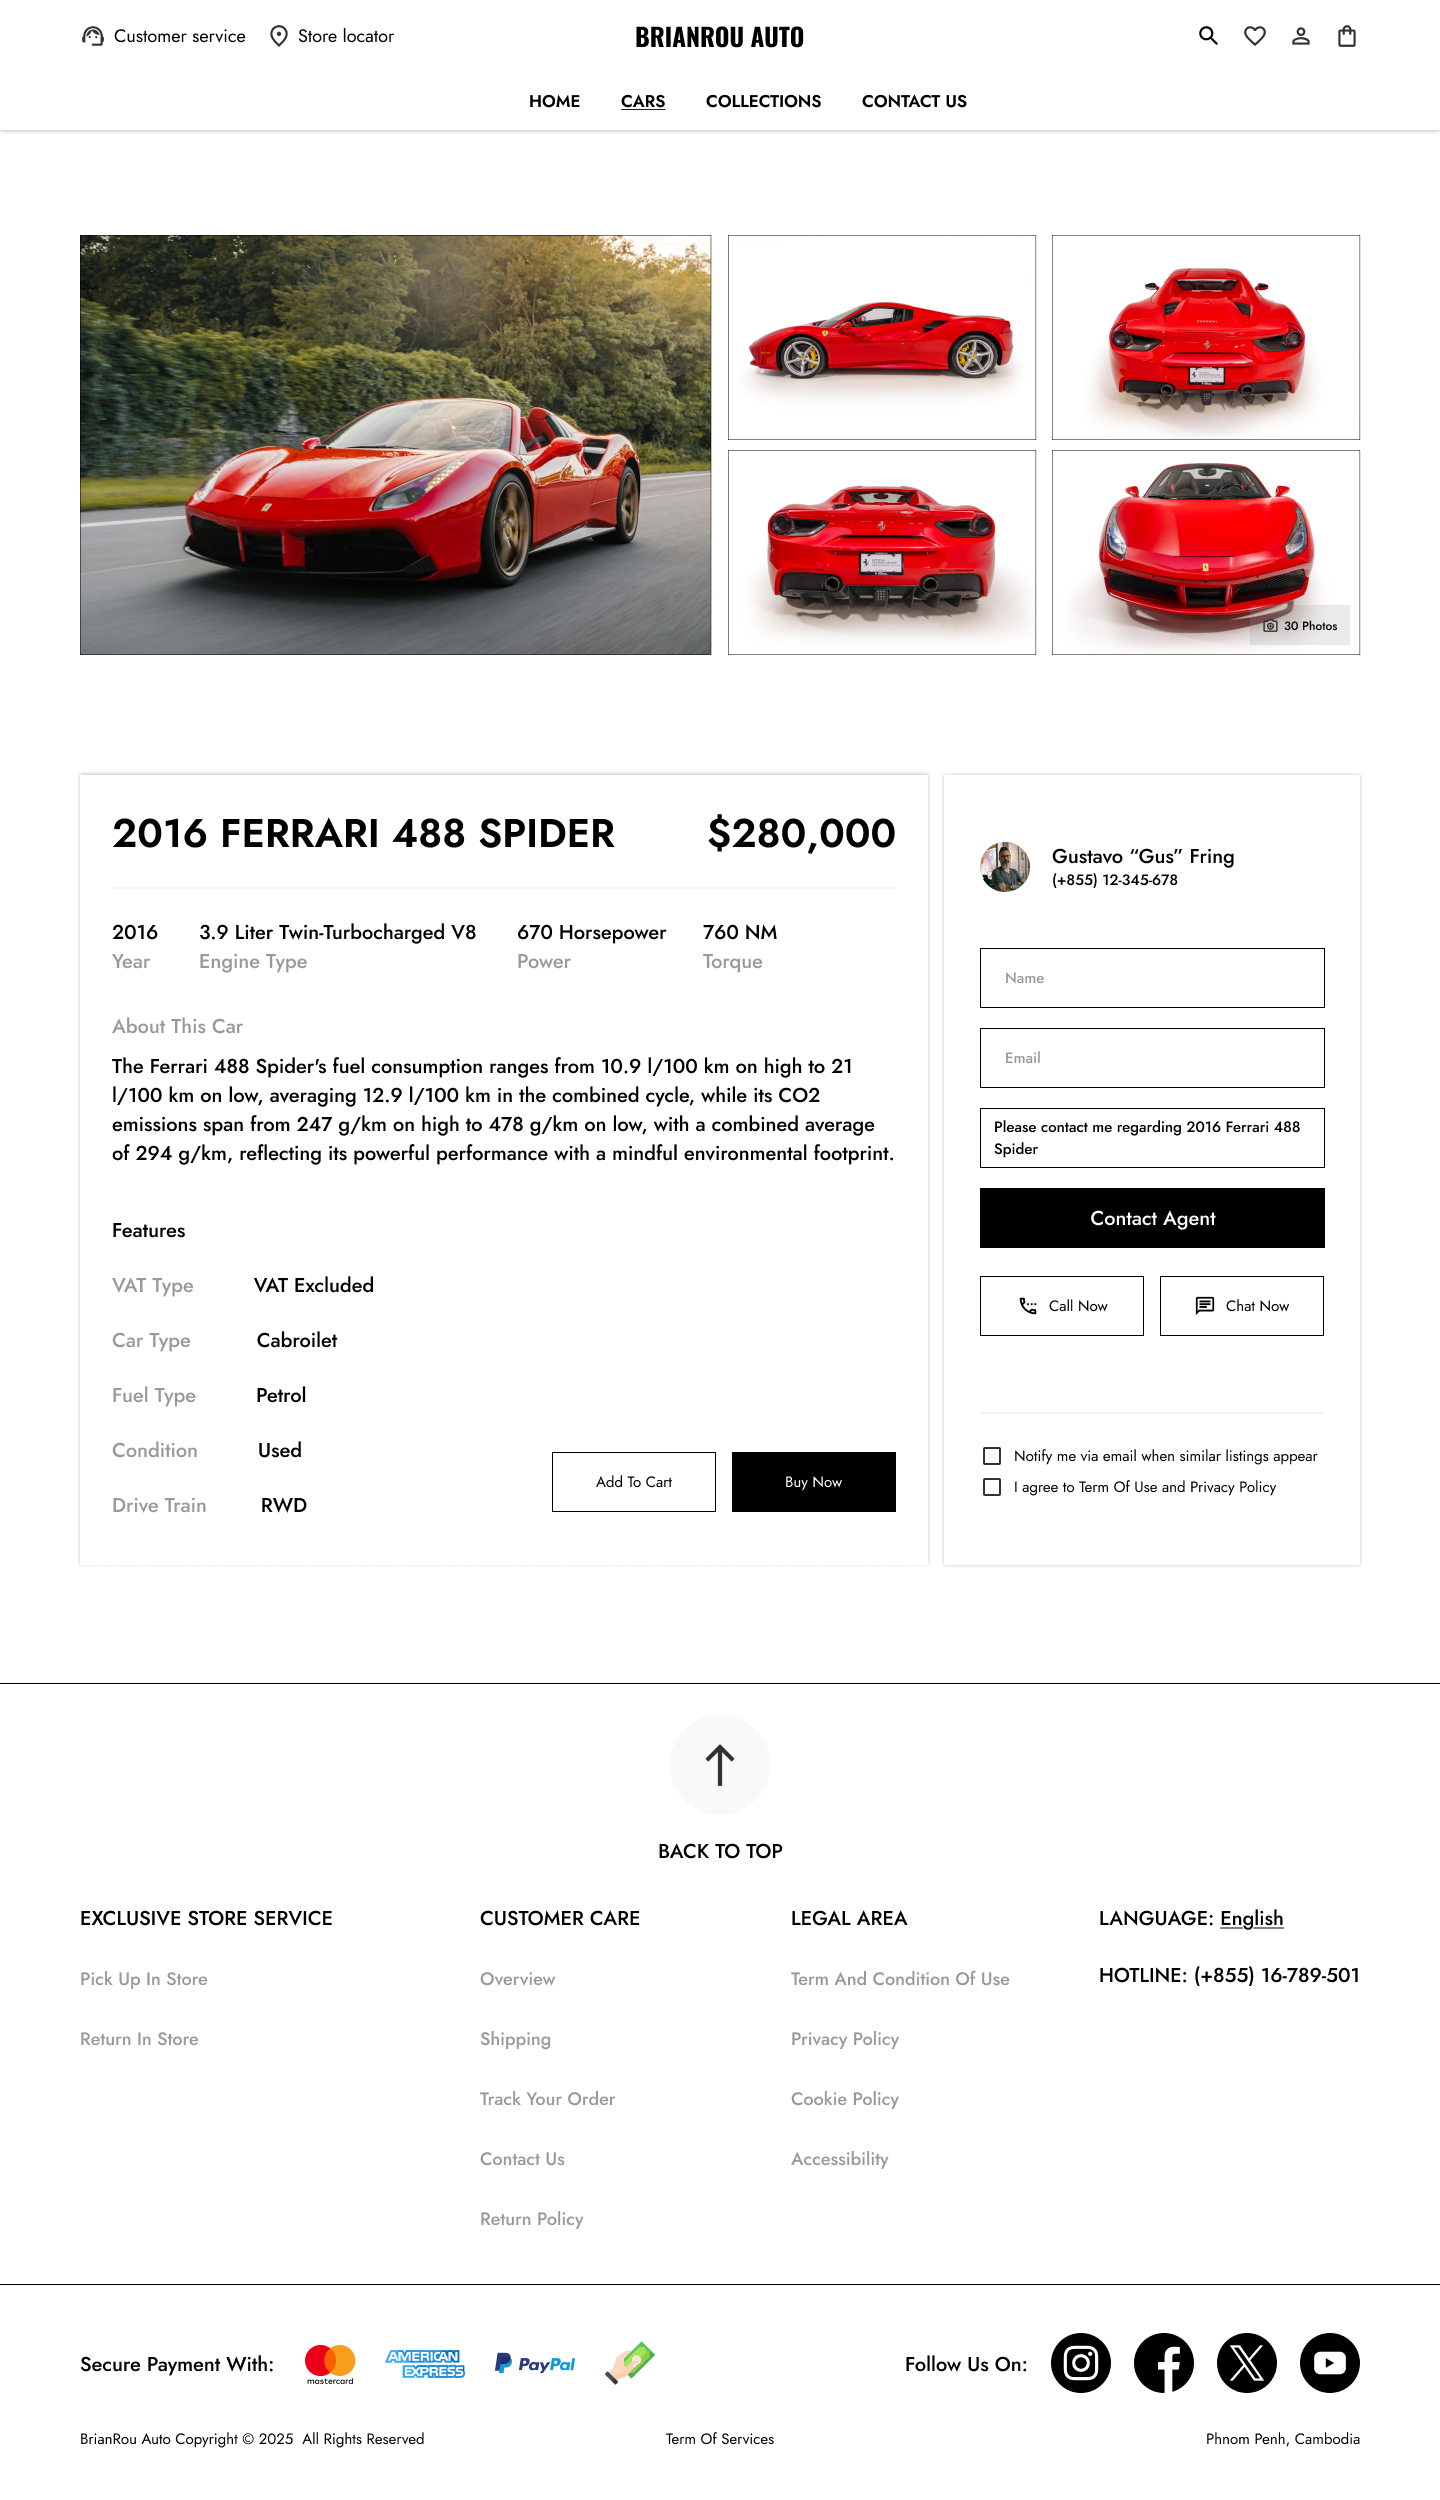 Customer service
Store locator
BRIANROU AUTO
HOME
CARS
COLLECTIONS
CONTACT US
30 Photos
2016 FERRARI 488 SPIDER
$280,000
2016
Year
3.9 Liter Twin-Turbocharged V8
Engine Type
670 Horsepower
Power
760 NM
Torque
About This Car
The Ferrari 488 Spider's fuel consumption ranges from 10.9 l/100 km on high to 21
l/100 km on low, averaging 12.9 l/100 km in the combined cycle, while its CO2
emissions span from 247 g/km on high to 478 g/km on low, with a combined average
of 294 g/km, reflecting its powerful performance with a mindful environmental footprint.
Features
VAT Type
VAT Excluded
Car Type
Cabroilet
Fuel Type
Petrol
Condition
Used
Drive Train
RWD
Add To Cart
Buy Now
Gustavo “Gus” Fring
(+855) 12-345-678
Name
Email
Please contact me regarding 2016 Ferrari 488
Spider
Contact Agent
Call Now
Chat Now
Notify me via email when similar listings appear
I agree to Term Of Use and Privacy Policy
BACK TO TOP
EXCLUSIVE STORE SERVICE
Pick Up In Store
Return In Store
CUSTOMER CARE
Overview
Shipping
Track Your Order
Contact Us
Return Policy
LEGAL AREA
Term And Condition Of Use
Privacy Policy
Cookie Policy
Accessibility
LANGUAGE: English
HOTLINE: (+855) 16-789-501
Secure Payment With:
mastercard
AMERICAN
EXPRESS
PayPal
Follow Us On:
BrianRou Auto Copyright © 2025 All Rights Reserved
Term Of Services
Phnom Penh, Cambodia